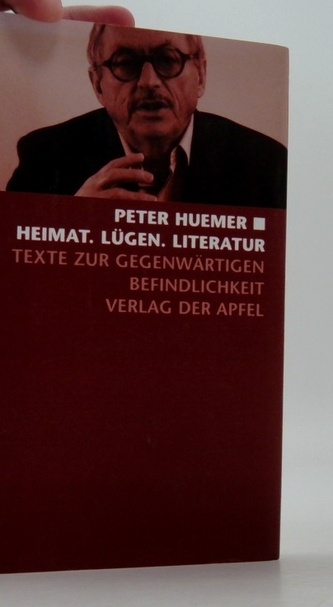 PETER HUEMER
HEIMAT. LÜGEN. LITERATUR
TEXTE ZUR GEGENWÄRTIGEN
BEFINDLICHKEIT
VERLAG DER APFEL